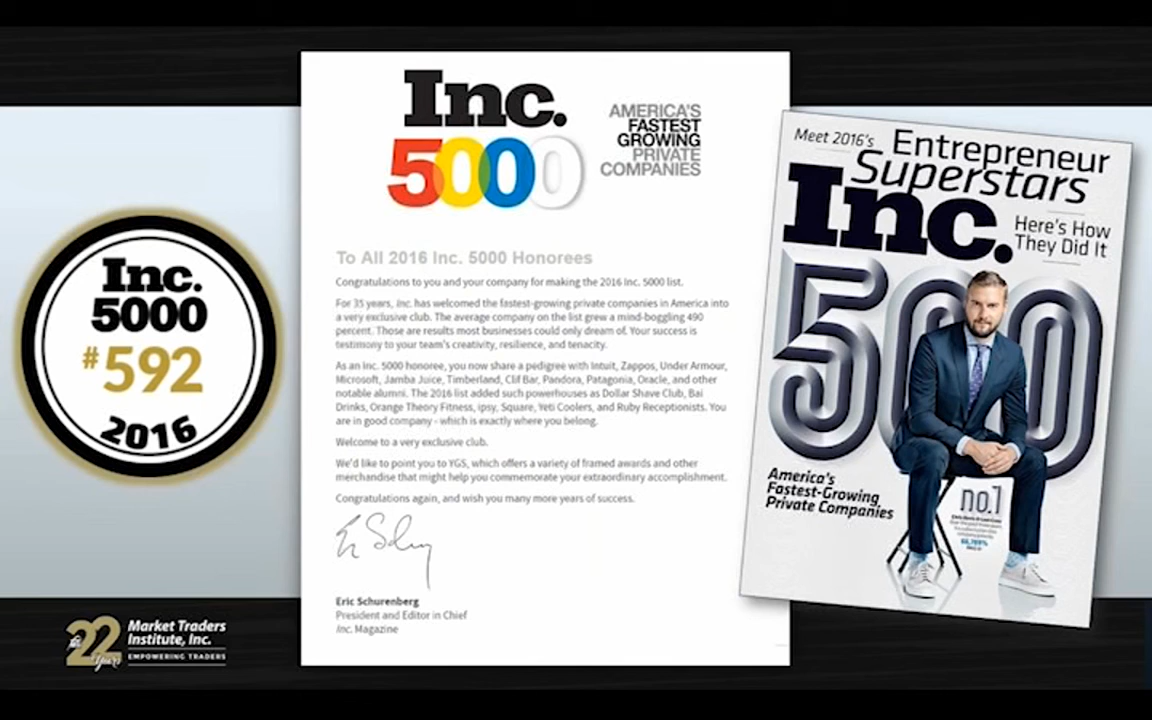 Inc.
5000
#592
2016
Inc.
5000
AMERICA'S
FASTEST
GROWING
PRIVATE
COMPANIES
To All 2016 Inc. 5000 Honorees
Congratulations to you and your company for making the 2016 Inc. 5000 list.
For 35 years, Inc. has welcomed the fastest-growing private companies in America into
a very exclusive club. The average company on the list grew a mind-boggling 490
percent. Those are results most businesses could only dream of. Your success is
testimony to your team's creativity, resilience, and tenacity.
As an Inc. 5000 honoree, you now share a pedigree with Intuit, Zappos, Under Armour,
Microsoft, Jamba Juice, Timberland, Clif Bar, Pandora, Patagonia, Oracle, and other
notable alumni. The 2016 list added such powerhouses as Dollar Shave Club, Bai
Drinks, Orange Theory Fitness, ipsy, Square, Yeti Coolers, and Ruby Receptionists. You
are in good company - which is exactly where you belong.
Welcome to a very exclusive club.
We'd like to point you to YGS, which offers a variety of framed awards and other
merchandise that might help you commemorate your extraordinary accomplishment.
Congratulations again, and wish you many more years of success.
Eric Schurenberg
President and Editor in Chief
Inc. Magazine
Meet 2016's Entrepreneur
Superstars
Inc.
Here's How
They Did It
500
America's
Fastest-Growing
Private Companies
no.1
22
Years
Market Traders
Institute, Inc.
EMPOWERING TRADERS